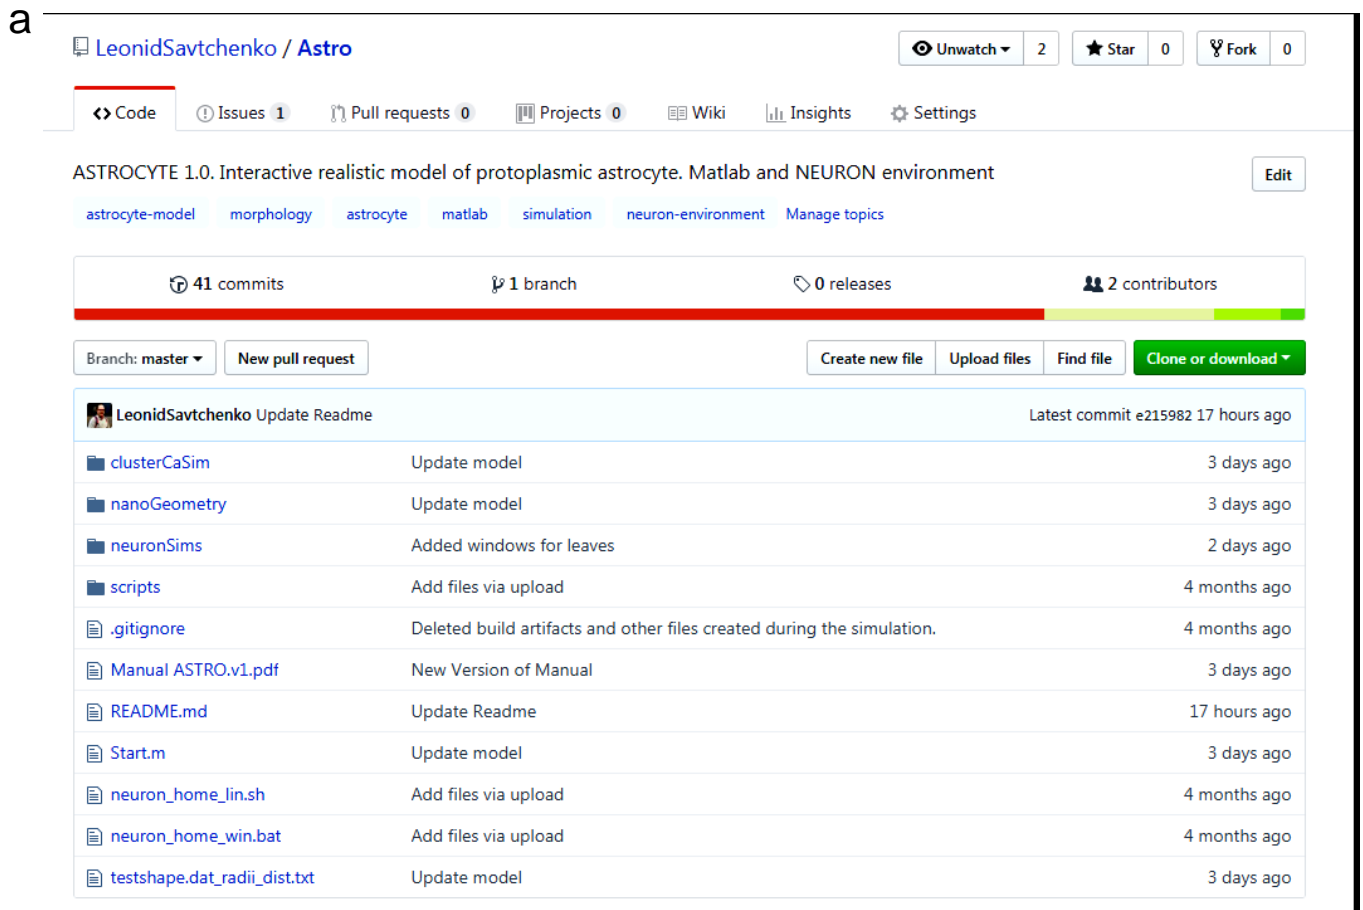 a
LeonidSavtchenko / Astro
Unwatch 2 Star 0 Fork 0
Code Issues 1 Pull requests 0 Projects 0 Wiki Insights Settings
ASTROCYTE 1.0. Interactive realistic model of protoplasmic astrocyte. Matlab and NEURON environment Edit
astrocyte-model morphology astrocyte matlab simulation neuron-environment Manage topics
41 commits 1 branch 0 releases 2 contributors
Branch: master New pull request Create new file Upload files Find file Clone or download
LeonidSavtchenko Update Readme Latest commit e215982 17 hours ago
clusterCaSim Update model 3 days ago
nanoGeometry Update model 3 days ago
neuronSims Added windows for leaves 2 days ago
scripts Add files via upload 4 months ago
.gitignore Deleted build artifacts and other files created during the simulation. 4 months ago
Manual ASTRO.v1.pdf New Version of Manual 3 days ago
README.md Update Readme 17 hours ago
Start.m Update model 3 days ago
neuron_home_lin.sh Add files via upload 4 months ago
neuron_home_win.bat Add files via upload 4 months ago
testshape.dat_radii_dist.txt Update model 3 days ago